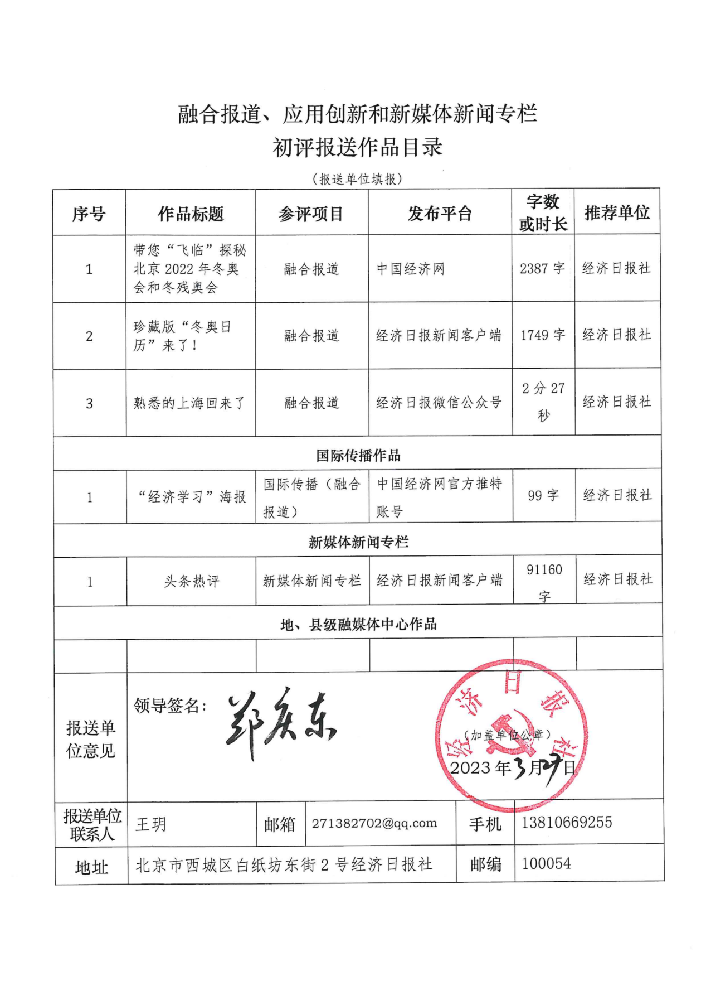 融合报道、应用创新和新媒体新闻专栏
初评报送作品目录
（报送单位填报）
序号 作品标题 参评项目 发布平台 字数或时长 推荐单位
1 带您“飞临”探秘北京 2022 年冬奥会和冬残奥会 融合报道 中国经济网 2387 字 经济日报社
2 珍藏版“冬奥日历”来了！ 融合报道 经济日报新闻客户端 1749 字 经济日报社
3 熟悉的上海回来了 融合报道 经济日报微信公众号 2 分 27 秒 经济日报社
国际传播作品
1 “经济学习”海报 国际传播（融合报道） 中国经济网官方推特账号 99 字 经济日报社
新媒体新闻专栏
1 头条热评 新媒体新闻专栏 经济日报新闻客户端 91160 字 经济日报社
地、县级融媒体中心作品
报送单位意见
领导签名：郑庆东
经济日报社
（加盖单位公章）
2023 年 3 月 27 日
报送单位联系人 王玥 邮箱 271382702@qq.com 手机 13810669255
地址 北京市西城区白纸坊东街 2 号经济日报社 邮编 100054